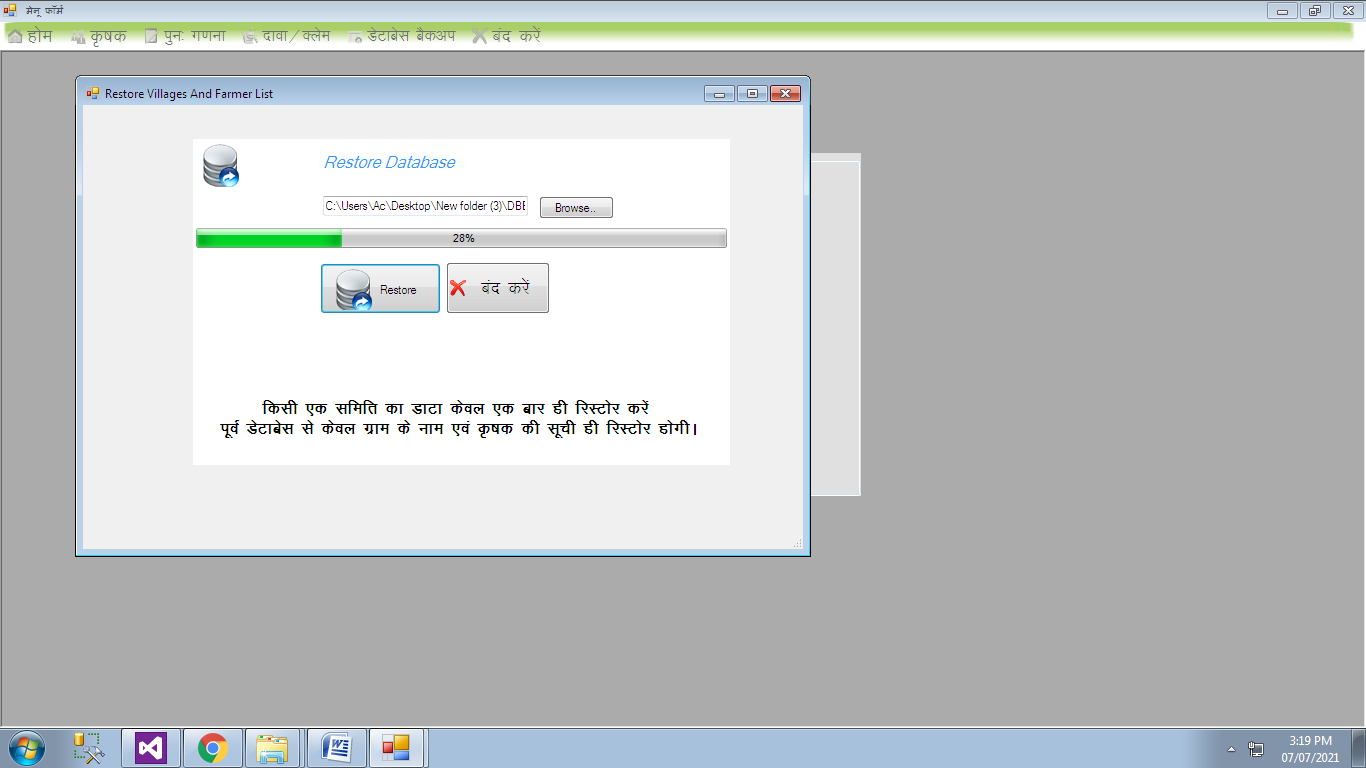 मेनू फॉर्म
होम कृषक पुनः गणना दावा/क्लेम डेटाबेस बैकअप बंद करें
Restore Villages And Farmer List
Restore Database
C:\Users\Ac\Desktop\New folder (3)\DBE Browse..
28%
Restore बंद करें
किसी एक समिति का डाटा केवल एक बार ही रिस्टोर करें
पूर्व डेटाबेस से केवल ग्राम के नाम एवं कृषक की सूची ही रिस्टोर होगी।
3:19 PM
07/07/2021